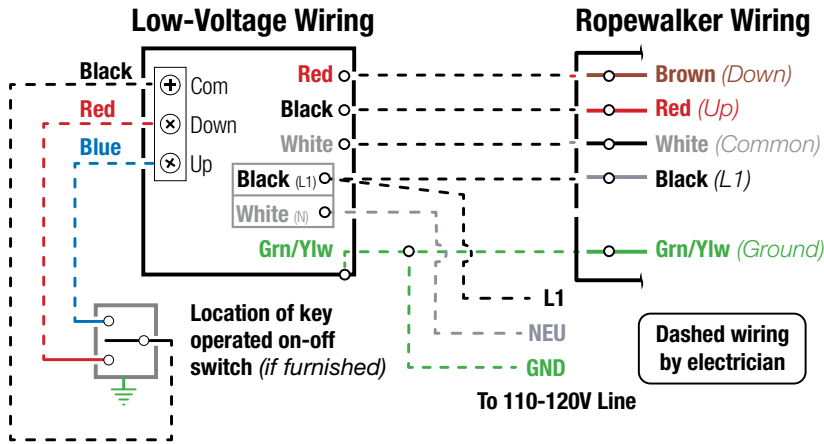 Low-Voltage Wiring
Ropewalker Wiring
Black
Com
Red
Down
Blue
Up
Red
Black
White
Black (L1)
White (N)
Grn/Ylw
Brown (Down)
Red (Up)
White (Common)
Black (L1)
Grn/Ylw (Ground)
Location of key
operated on-off
switch (if furnished)
L1
NEU
GND
To 110-120V Line
Dashed wiring
by electrician